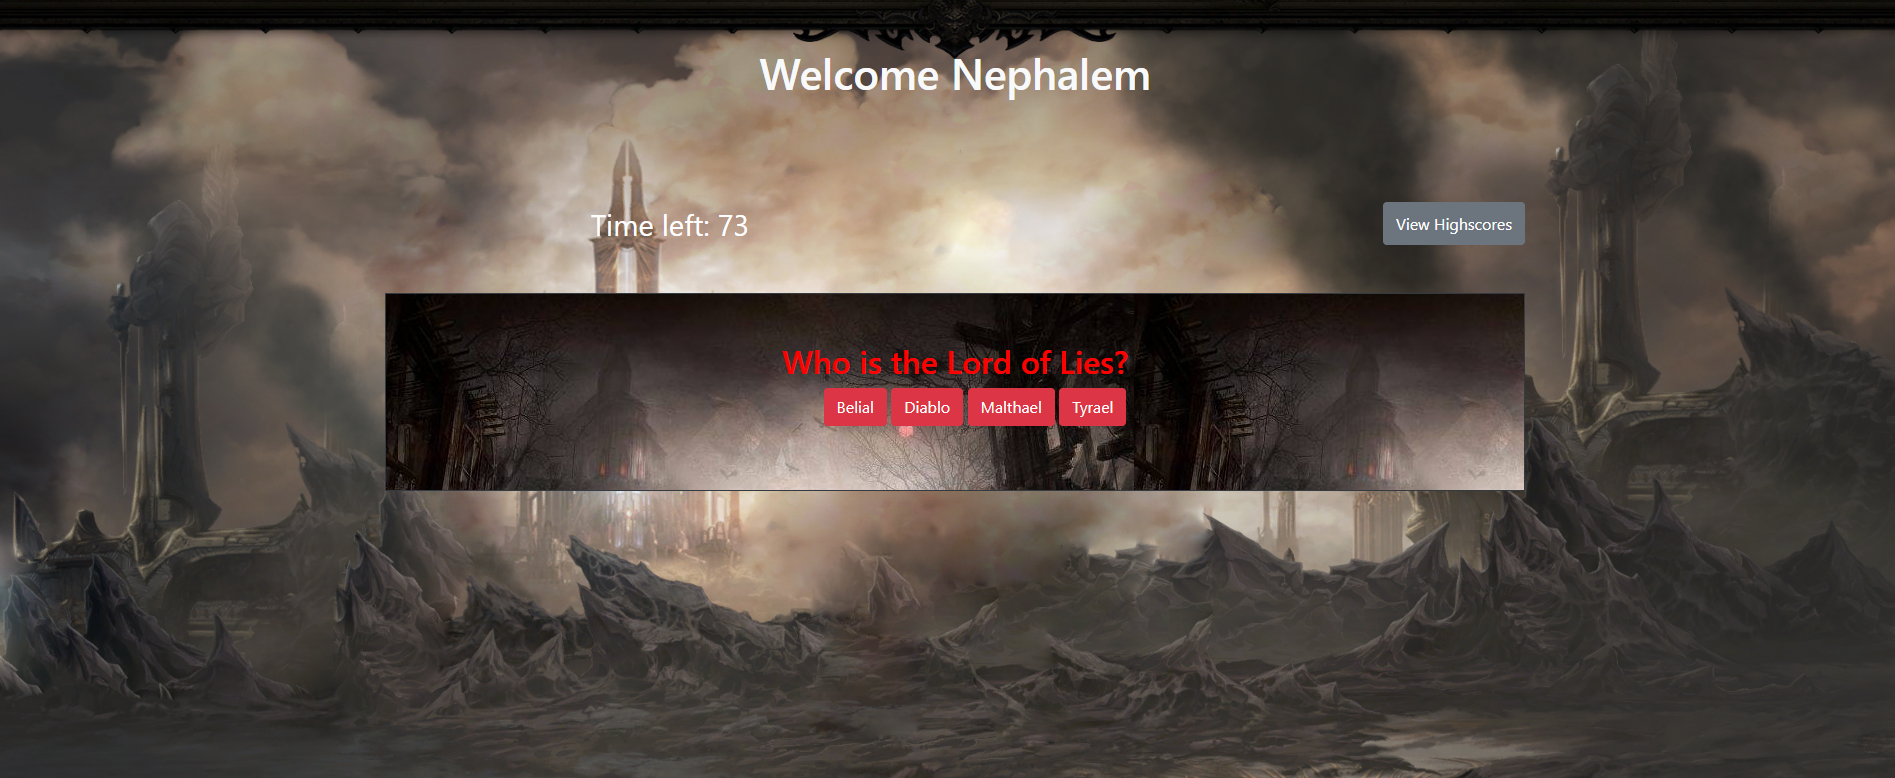 Welcome Nephalem
Time left: 73
View Highscores
Who is the Lord of Lies?
Belial Diablo Malthael Tyrael